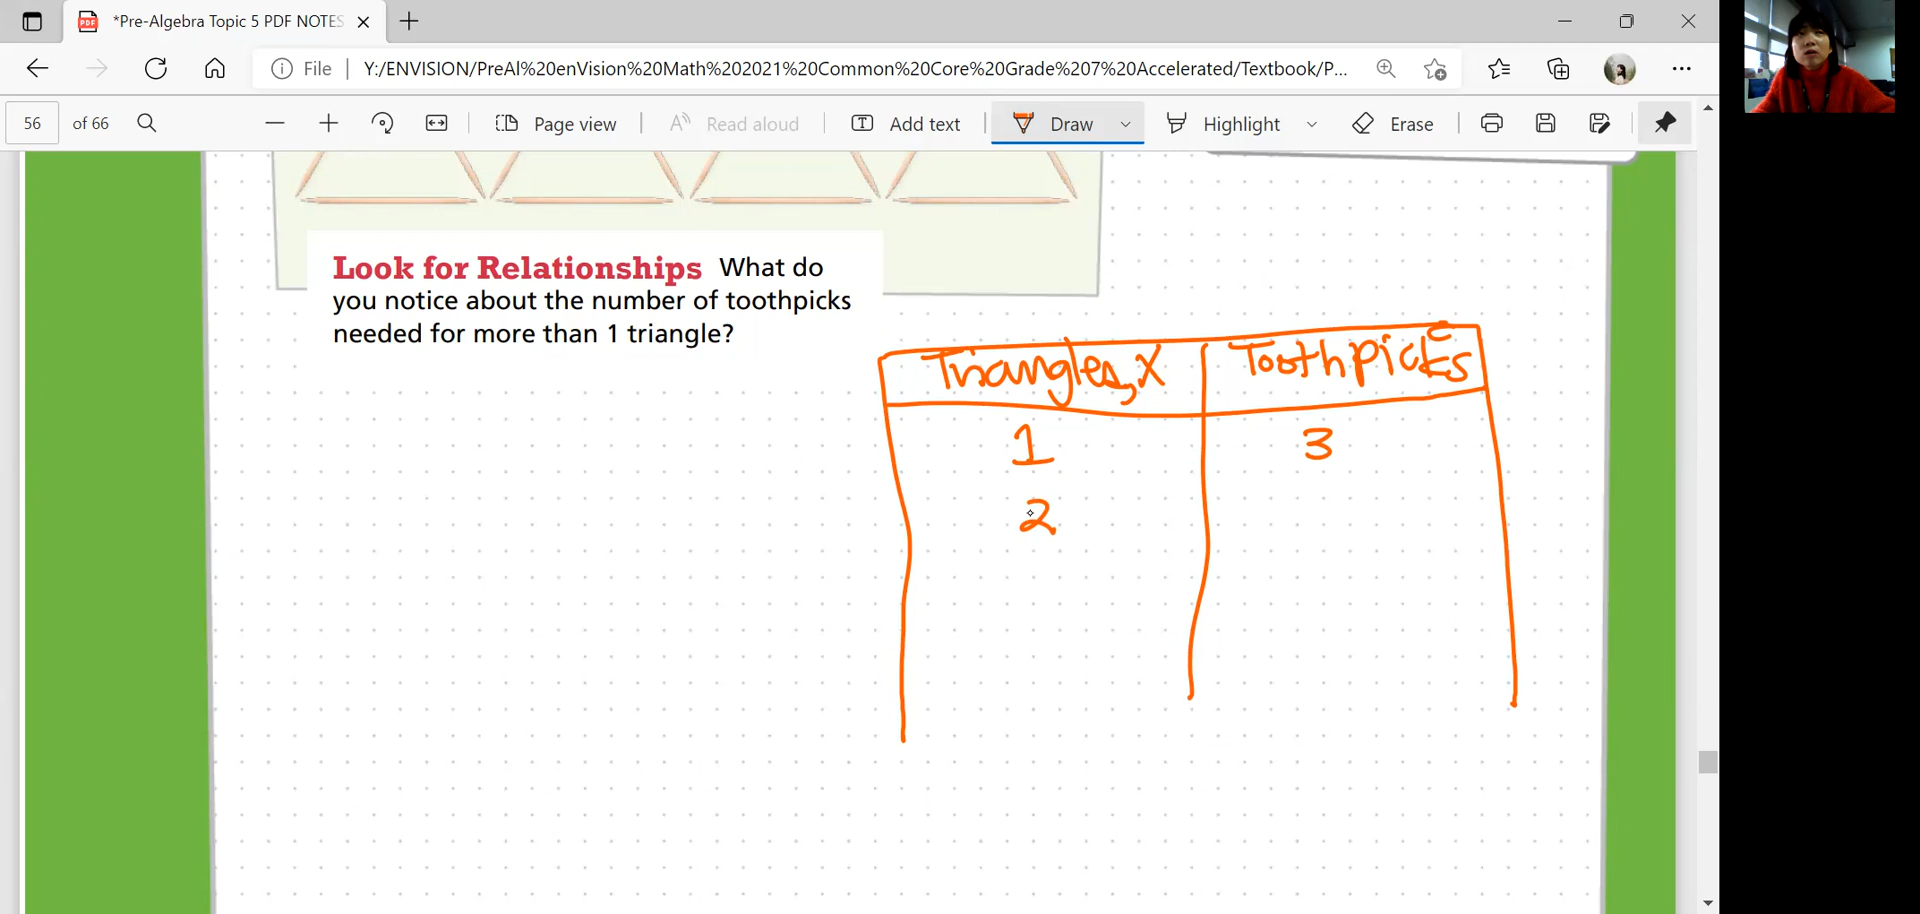 *Pre-Algebra Topic 5 PDF NOTES
File
Y:/ENVISION/PreAl%20enVision%20Math%202021%20Common%20Core%20Grade%207%20Accelerated/Textbook/P...
56 of 66
Page view
Read aloud
Add text
Draw
Highlight
Erase
Look for Relationships What do
you notice about the number of toothpicks
needed for more than 1 triangle?
Triangles, x Toothpicks
1 3
2